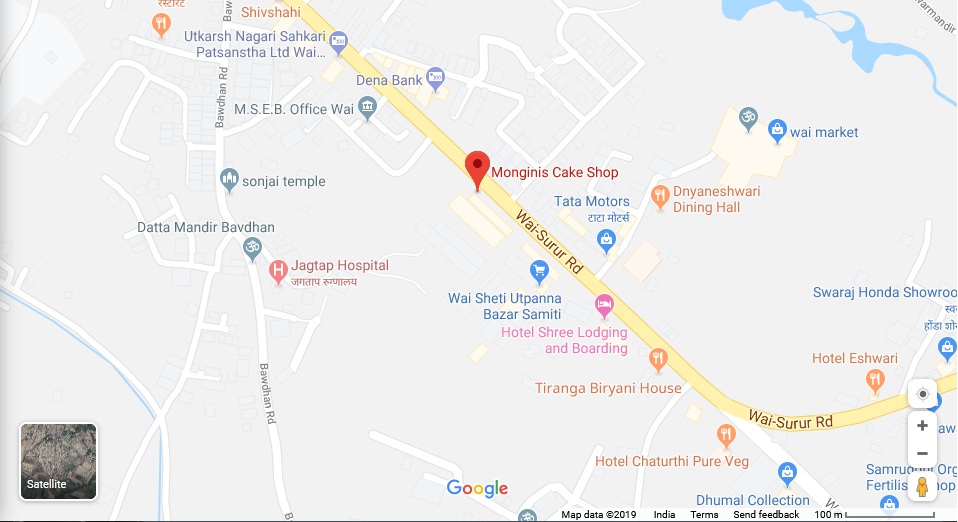 रेस्टोरंट
Shivshahi
Bawdhan Rd
Utkarsh Nagari Sahkari
Patsanstha Ltd Wai...
Dena Bank
M.S.E.B. Office Wai
wai market
Monginis Cake Shop
sonjai temple
Dnyaneshwari
Dining Hall
Tata Motors
टाटा मोटर्स
Wai-Surur Rd
Datta Mandir Bavdhan
Jagtap Hospital
जगताप रुग्णालय
Wai Sheti Utpanna
Bazar Samiti
Swaraj Honda Showroo
स्व
होंडा शो
Hotel Shree Lodging
and Boarding
Hotel Eshwari
Tiranga Biryani House
Bawdhan Rd
Wai-Surur Rd
Hotel Chaturthi Pure Veg
Samruddhi Org
Fertilis
hop
Satellite
Google
Dhumal Collection
Map data ©2019
India
Terms
Send feedback
100 m